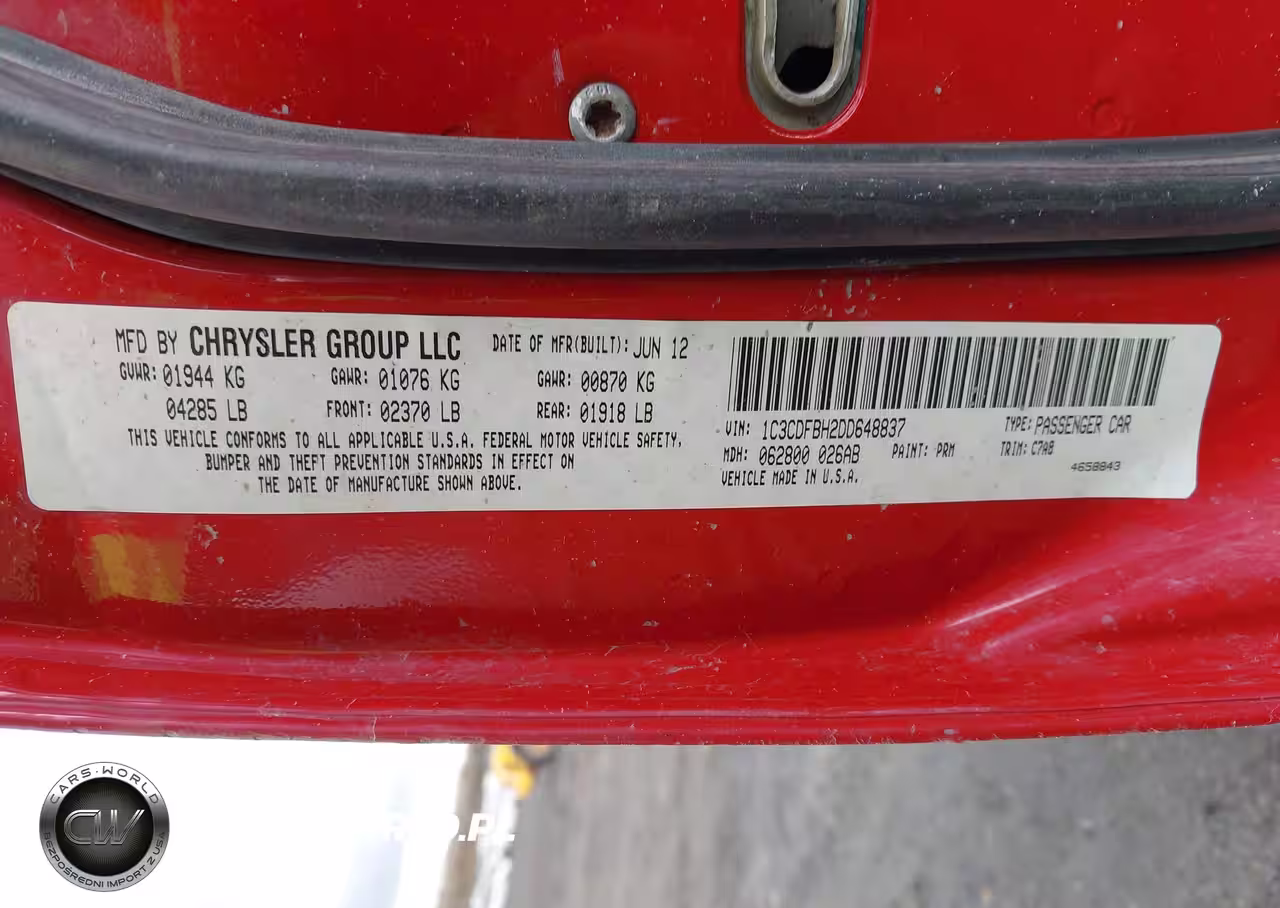 MFD BY CHRYSLER GROUP LLC DATE OF MFR(BUILT): JUN 12
GVWR: 01944 KG GAWR: 01076 KG GAWR: 00870 KG
04285 LB FRONT: 02370 LB REAR: 01918 LB
THIS VEHICLE CONFORMS TO ALL APPLICABLE U.S.A. FEDERAL MOTOR VEHICLE SAFETY,
BUMPER AND THEFT PREVENTION STANDARDS IN EFFECT ON
THE DATE OF MANUFACTURE SHOWN ABOVE.
VIN: 1C3CDFBH2DD648837 TYPE: PASSENGER CAR
MDH: 062800 026AB PAINT: PRM TRIM: C7A8
4658843
VEHICLE MADE IN U.S.A.
CARS-WORLD
CW
BEZPOŚREDNI IMPORT Z USA